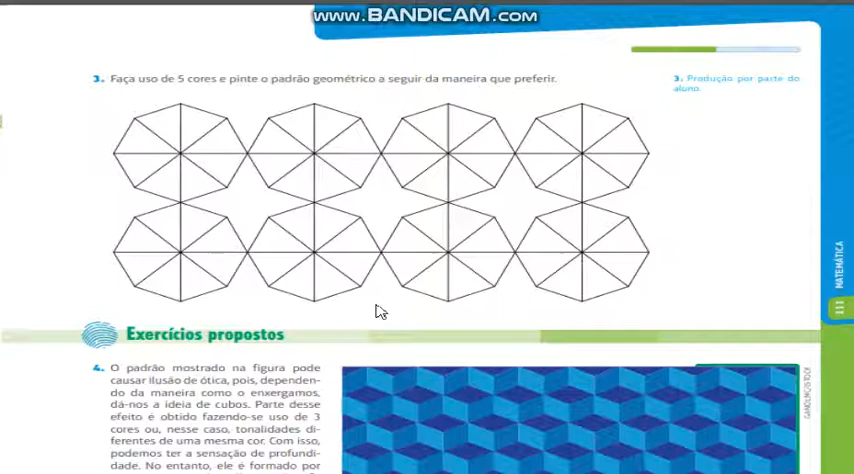 www.BANDICAM.com
3. Faça uso de 5 cores e pinte o padrão geométrico a seguir da maneira que preferir.
3. Produção por parte do
aluno.
MATEMÁTICA
111
Exercícios propostos
4. O padrão mostrado na figura pode
causar ilusão de ótica, pois, dependen-
do da maneira como o enxergamos,
dá-nos a ideia de cubos. Parte desse
efeito é obtido fazendo-se uso de 3
cores ou, nesse caso, tonalidades di-
ferentes de uma mesma cor. Com isso,
podemos ter a sensação de profundi-
dade. No entanto, ele é formado por